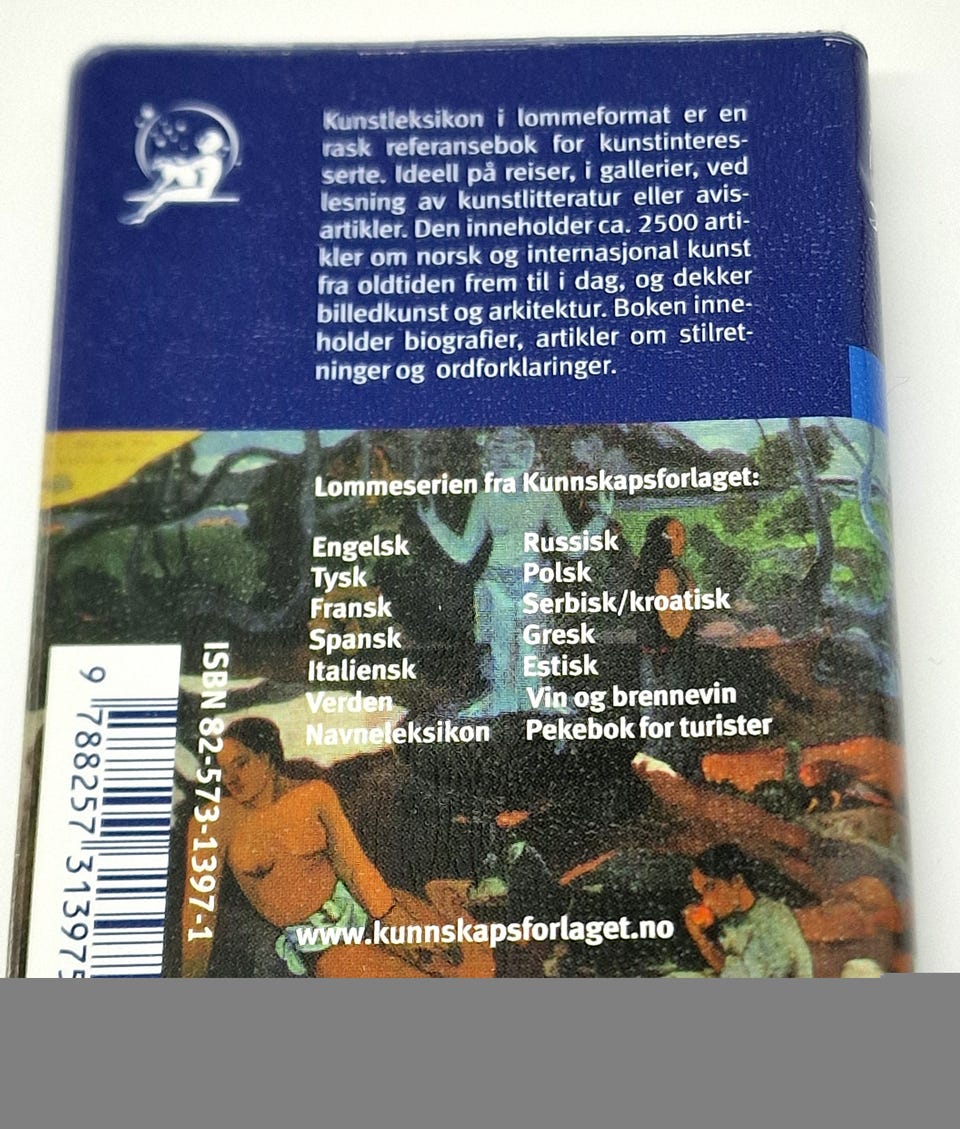 Kunstleksikon i lommeformat er en
rask referansebok for kunstinteres-
serte. Ideell på reiser, i gallerier, ved
lesning av kunstlitteratur eller avis-
artikler. Den inneholder ca. 2500 arti-
kler om norsk og internasjonal kunst
fra oldtiden frem til i dag, og dekker
billedkunst og arkitektur. Boken inne-
holder biografier, artikler om stilret-
ninger og ordforklaringer.
Lommeserien fra Kunnskapsforlaget:
Engelsk
Tysk
Fransk
Spansk
Italiensk
Verden
Navneleksikon
Russisk
Polsk
Serbisk/kroatisk
Gresk
Estisk
Vin og brennevin
Pekebok for turister
www.kunnskapsforlaget.no
ISBN 82-573-1397-1
9 788257 313975